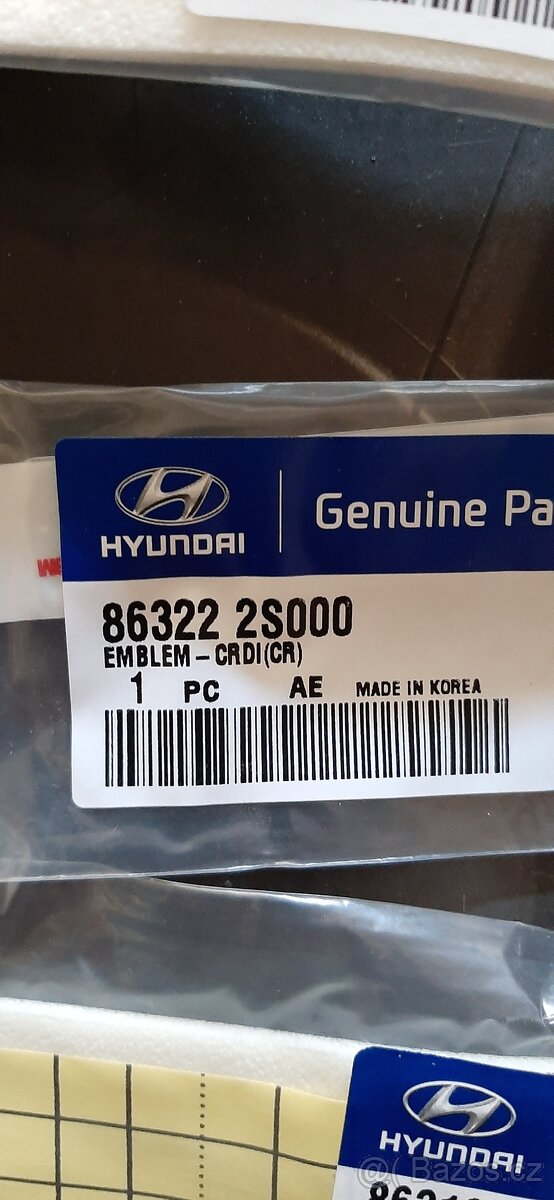 HYUNDAI
Genuine Pa
86322 2S000
EMBLEM-CRDI(CR)
1 PC AE MADE IN KOREA
HYUNDAI
Bazos.cz